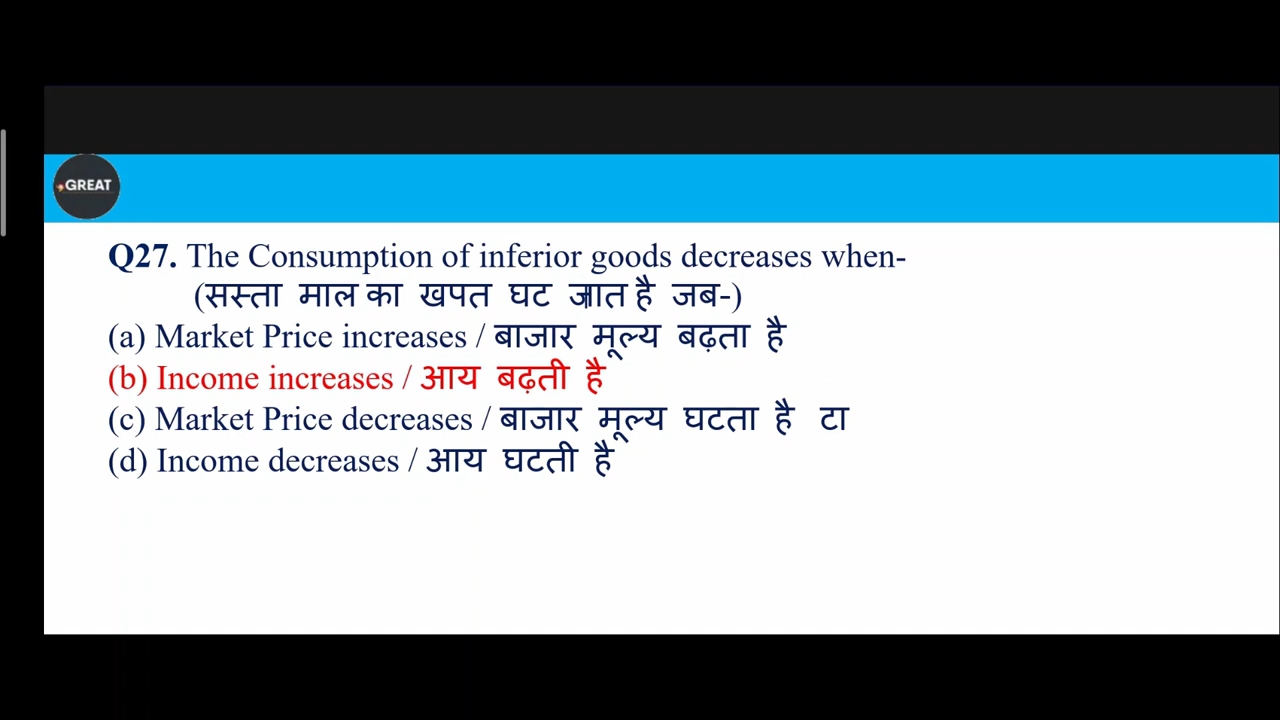 GREAT
Q27. The Consumption of inferior goods decreases when-
(सस्ता माल का खपत घट जात है जब-)
(a) Market Price increases / बाजार मूल्य बढ़ता है
(b) Income increases / आय बढ़ती है
(c) Market Price decreases / बाजार मूल्य घटता है टा
(d) Income decreases / आय घटती है